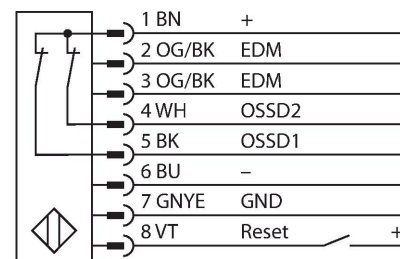 1 BN +
2 OG/BK EDM
3 OG/BK EDM
4 WH OSSD2
5 BK OSSD1
6 BU –
7 GNYE GND
8 VT Reset +